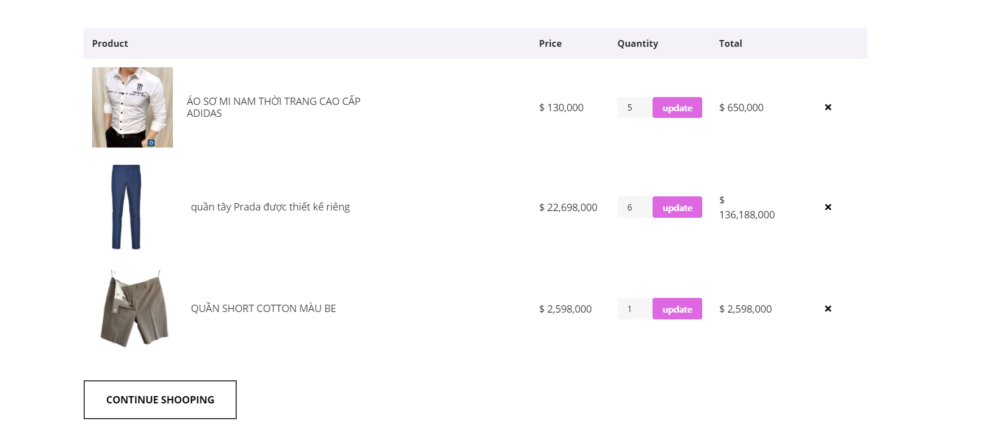 Product Price Quantity Total
ÁO SƠ MI NAM THỜI TRANG CAO CẤP
ADIDAS
$ 130,000 5 update $ 650,000
D
quần tây Prada được thiết kế riêng
$ 22,698,000 6 update $
136,188,000
QUẦN SHORT COTTON MÀU BE
$ 2,598,000 1 update $ 2,598,000
CONTINUE SHOOPING